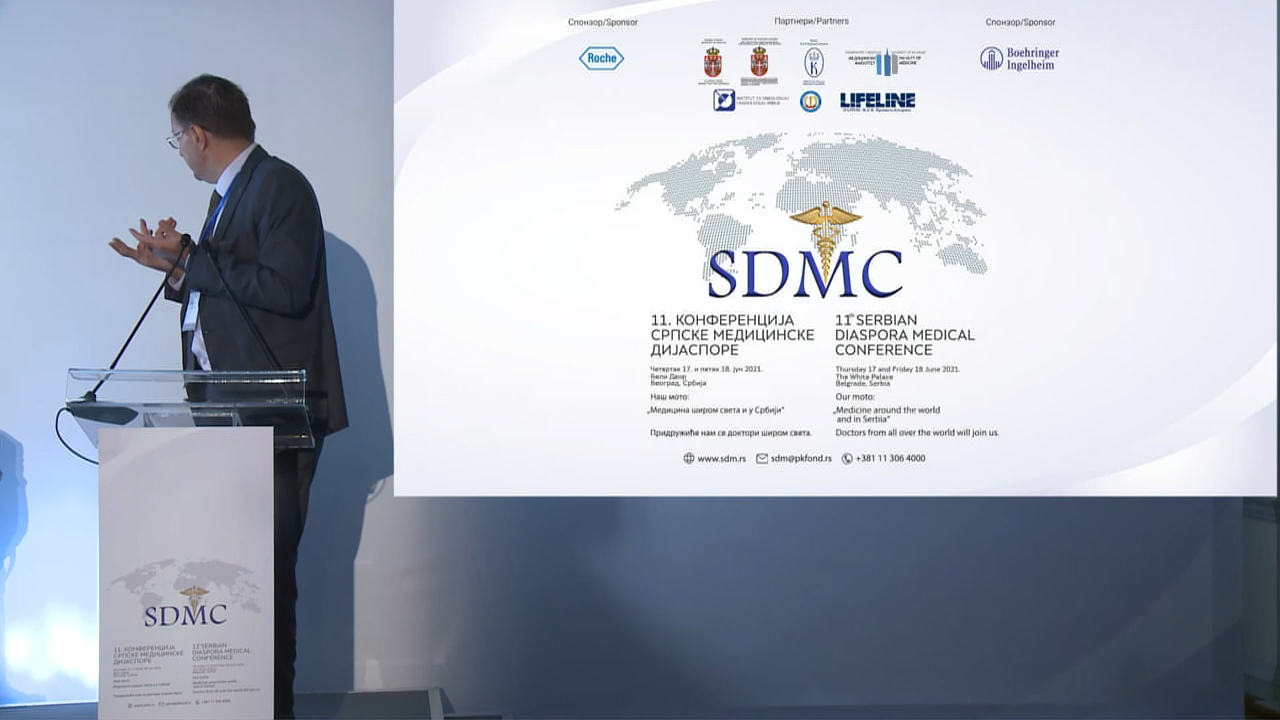 Спонзор/Sponsor
Партнери/Partners
Спонзор/Sponsor
Roche
Boehringer
Ingelheim
LIFELINE
SDMC
11. КОНФЕРЕНЦИЈА
СРПСКЕ МЕДИЦИНСКЕ
ДИЈАСПОРЕ
Четвртак 17. и петак 18. јун 2021.
Бели Двор
Београд, Србија
Наш мото:
„Медицина широм света и у Србији“
Придружиће нам се доктори широм света.
11th SERBIAN
DIASPORA MEDICAL
CONFERENCE
Thursday 17 and Friday 18 June 2021.
The White Palace
Belgrade, Serbia
Our moto:
„Medicine around the world
and in Serbia“
Doctors from all over the world will join us.
www.sdm.rs sdm@pkfond.rs +381 11 306 4000
SDMC
11. КОНФЕРЕНЦИЈА
СРПСКЕ МЕДИЦИНСКЕ
ДИЈАСПОРЕ
11th SERBIAN
DIASPORA MEDICAL
CONFERENCE